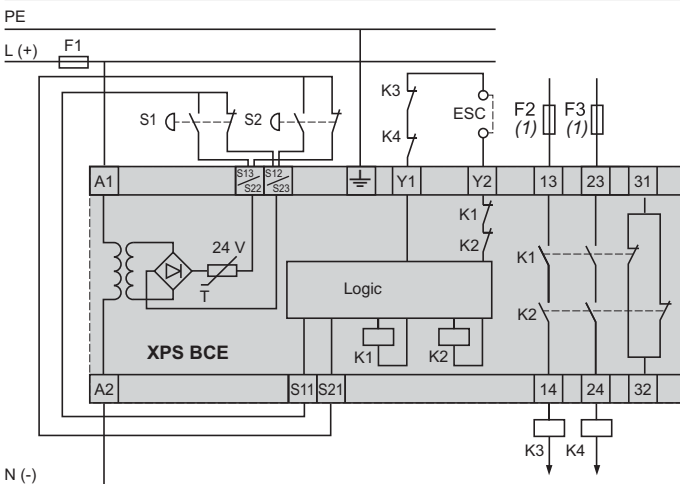 PE
L (+)
F1
S1
S2
K3
K4
ESC
F2
(1)
F3
(1)
A1
S13
S22
S12
S23
Y1
Y2
13
23
31
K1
K2
24 V
T
Logic
K1
K2
K1
K2
XPS BCE
A2
S11
S21
14
24
32
K3
K4
N (-)